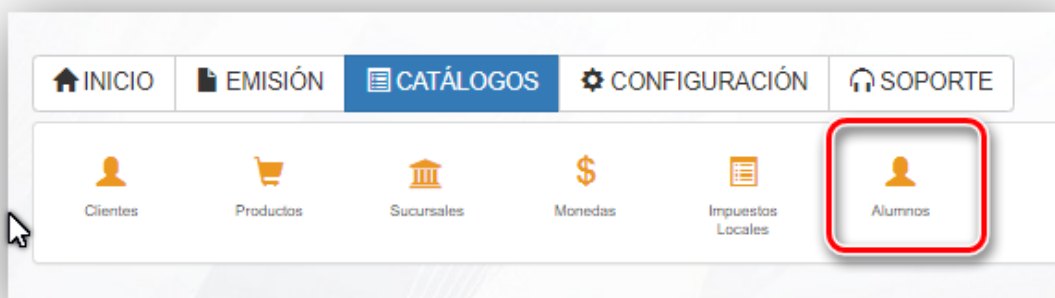 INICIO EMISIÓN CATÁLOGOS CONFIGURACIÓN SOPORTE
Clientes Productos Sucursales Monedas Impuestos Locales Alumnos